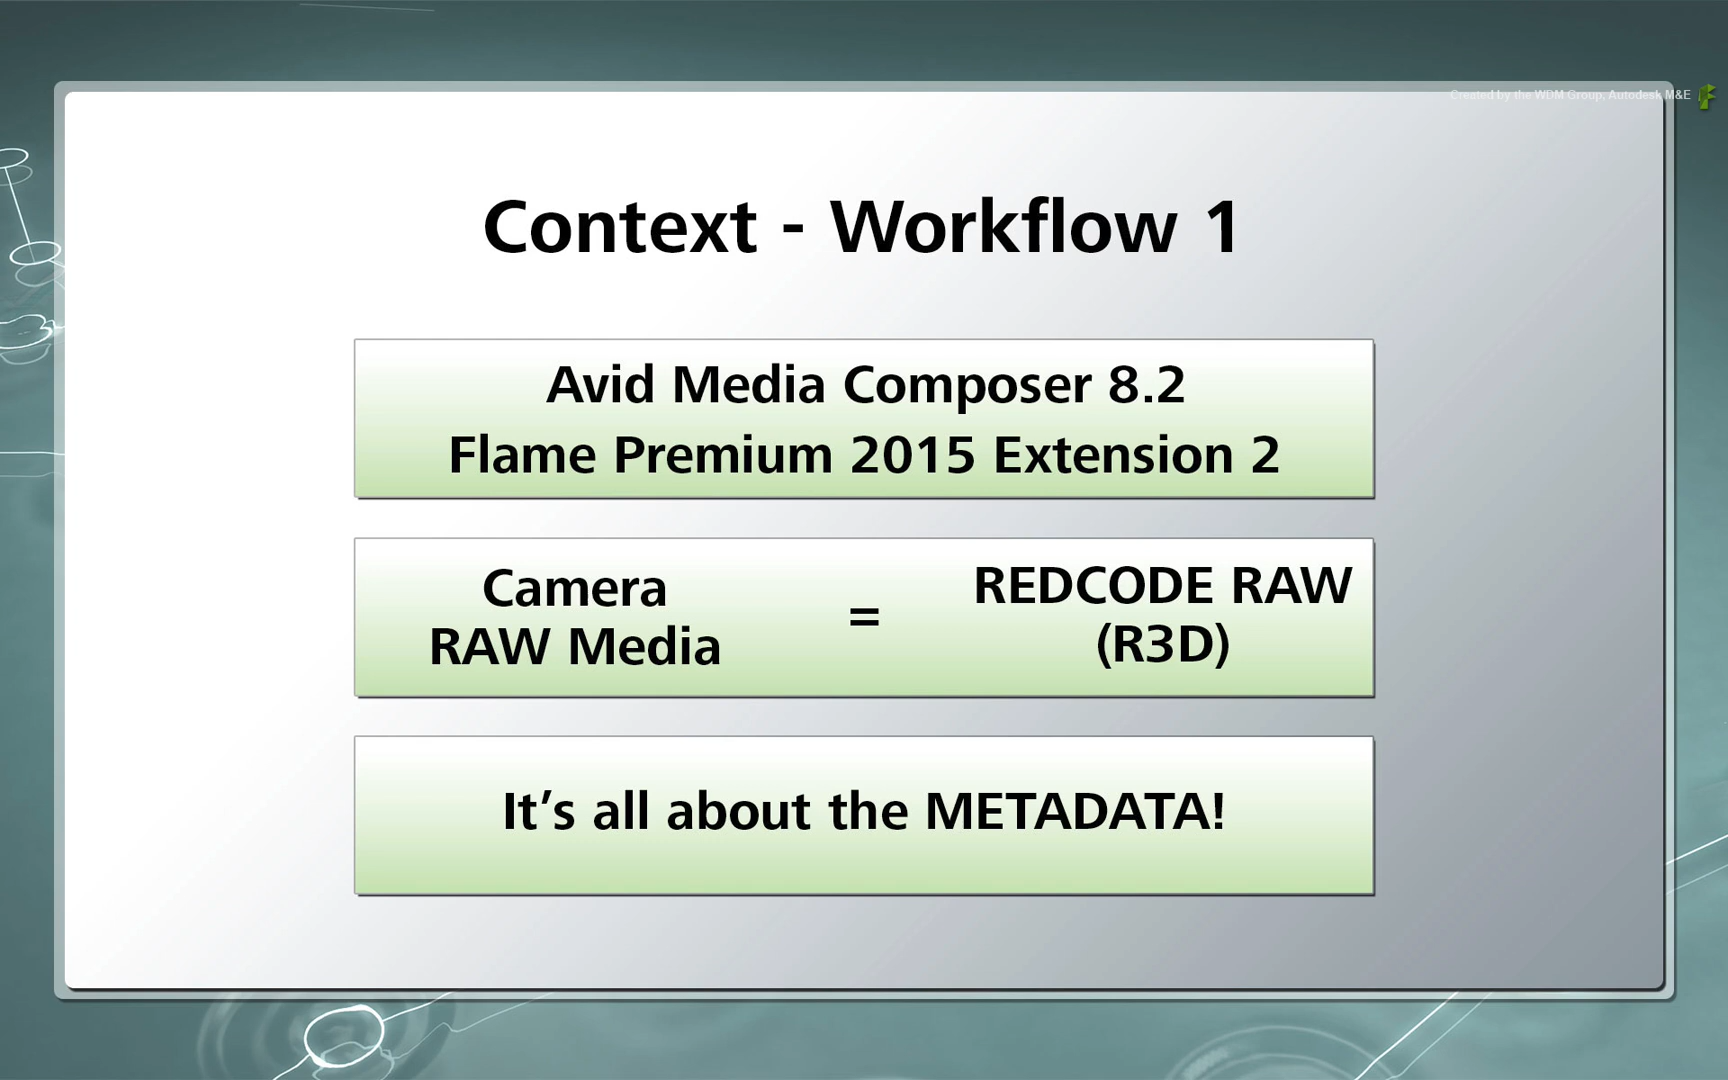 Created by the WDM Group, Autodesk M&E
Context - Workflow 1
Avid Media Composer 8.2
Flame Premium 2015 Extension 2
Camera
RAW Media
=
REDCODE RAW
(R3D)
It’s all about the METADATA!